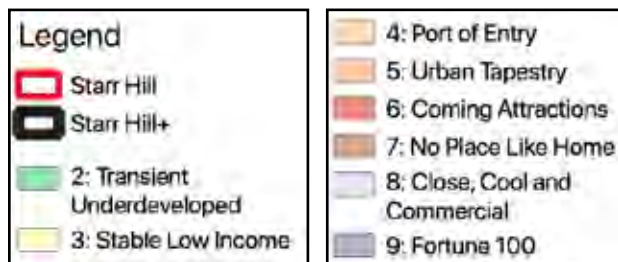 Legend
Starr Hill
Starr Hill+
2: Transient
Underdeveloped
3: Stable Low Income
4: Port of Entry
5: Urban Tapestry
6: Coming Attractions
7: No Place Like Home
8: Close, Cool and
Commercial
9: Fortune 100